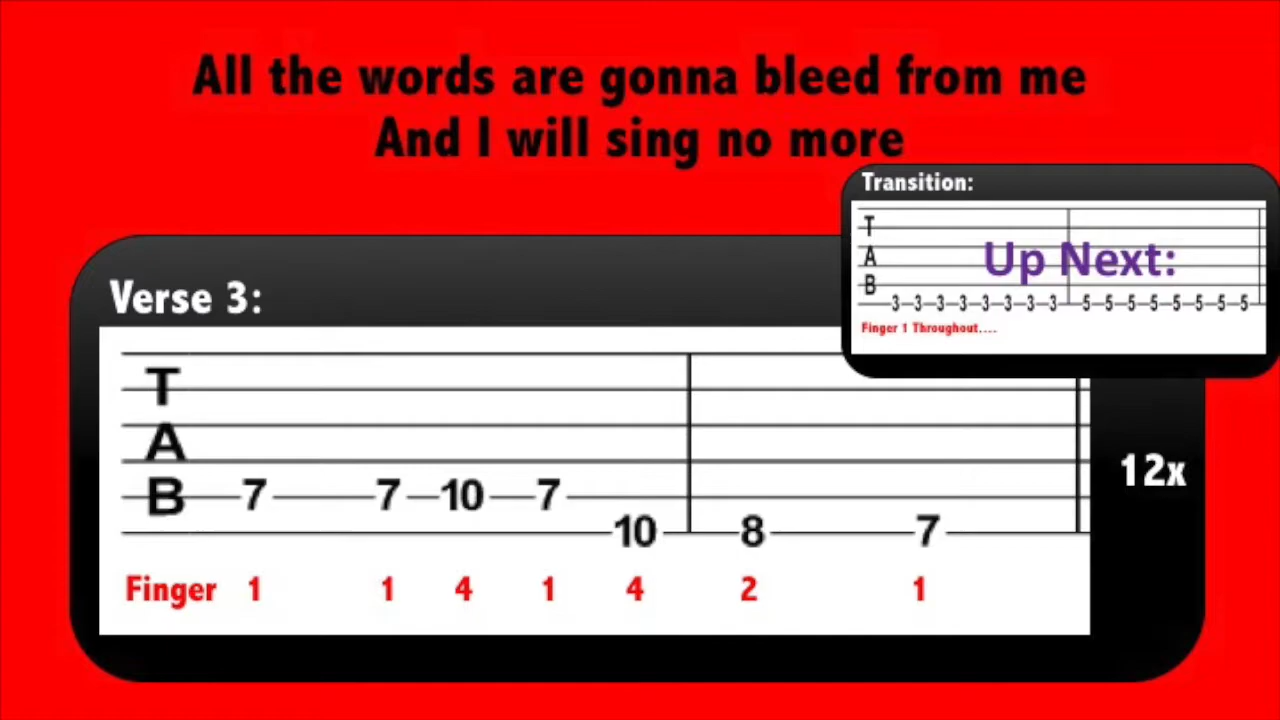 All the words are gonna bleed from me
And I will sing no more
Transition:
T
A
B
Up Next:
3 3 3 3 3 3 3 3 5 5 5 5 5 5 5 5
Finger 1 Throughout....
Verse 3:
T
A
B 7 7 10 7
10 8 7
12x
Finger 1 1 4 1 4 2 1